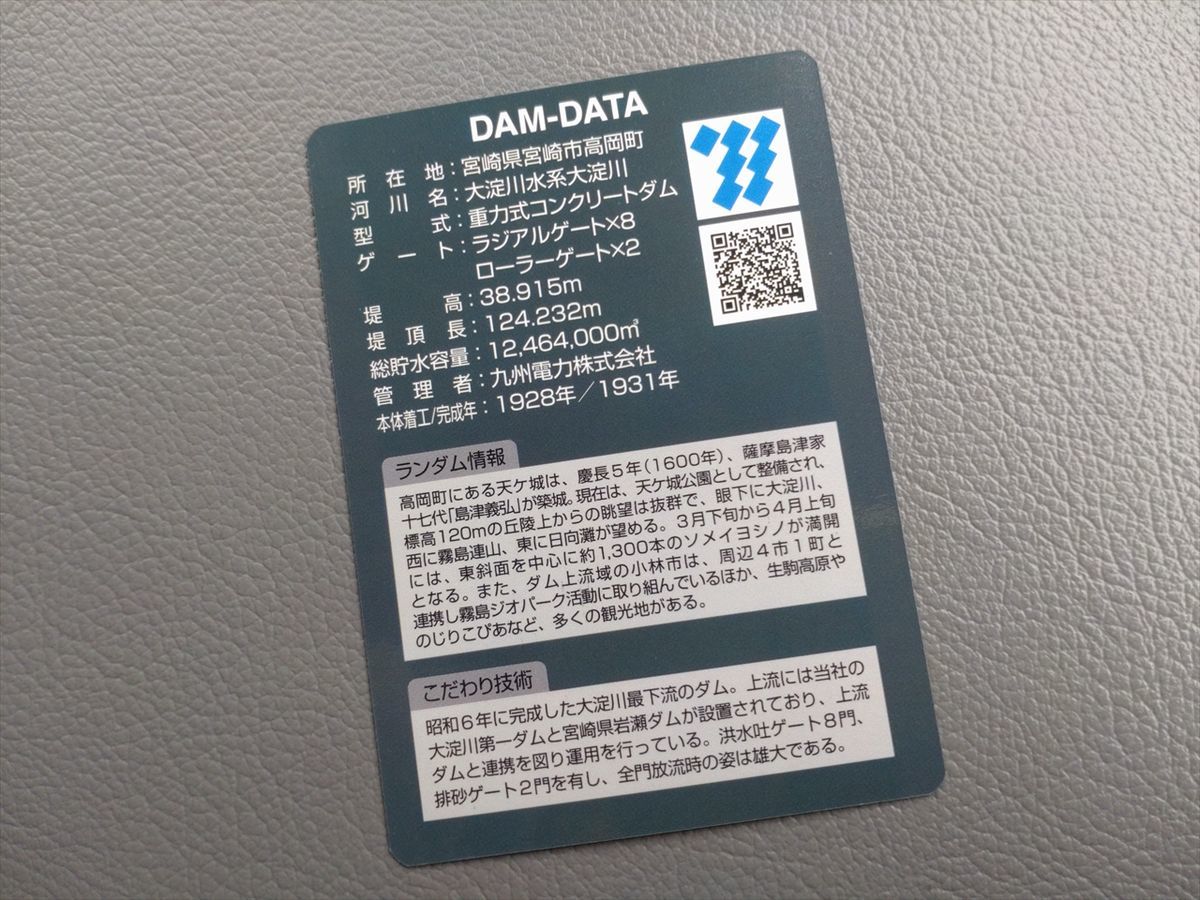 DAM-DATA
所在地：宮崎県宮崎市高岡町
河川名：大淀川水系大淀川
型式：重力式コンクリートダム
ゲート：ラジアルゲート×8
ローラーゲート×2
堤高：38.915m
堤頂長：124.232m
総貯水容量：12,464,000㎥
管理者：九州電力株式会社
本体着工/完成年：1928年／1931年
ランダム情報
高岡町にある天ケ城は、慶長５年(1600年)、薩摩島津家
十七代「島津義弘」が築城。現在は、天ケ城公園として整備され、
標高120mの丘陵上からの眺望は抜群で、眼下に大淀川、
西に霧島連山、東に日向灘が望める。３月下旬から４月上旬
には、東斜面を中心に約1,300本のソメイヨシノが満開
となる。また、ダム上流域の小林市は、周辺４市１町と
連携し霧島ジオパーク活動に取り組んでいるほか、生駒高原や
のじりこぴあなど、多くの観光地がある。
こだわり技術
昭和６年に完成した大淀川最下流のダム。上流には当社の
大淀川第一ダムと宮崎県岩瀬ダムが設置されており、上流
ダムと連携を図り運用を行っている。洪水吐ゲート８門、
排砂ゲート２門を有し、全門放流時の姿は雄大である。